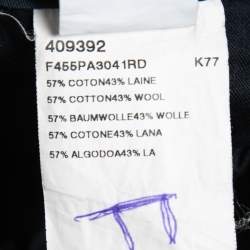 409392
F455PA3041RD K77
57% COTON43% LAINE
57% COTTON43% WOOL
57% BAUMWOLLE43% WOLLE
57% COTONE43% LANA
57% ALGODOA43% LA